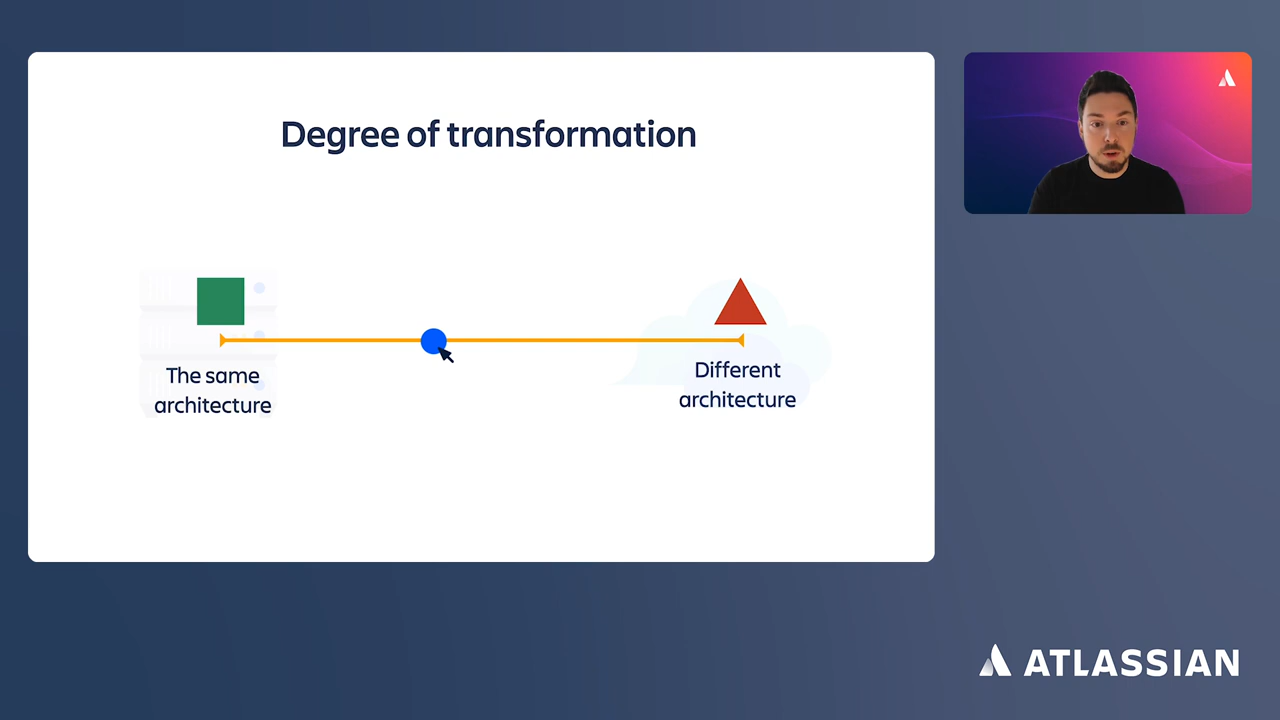 Degree of transformation
The same
architecture
Different
architecture
ATLASSIAN